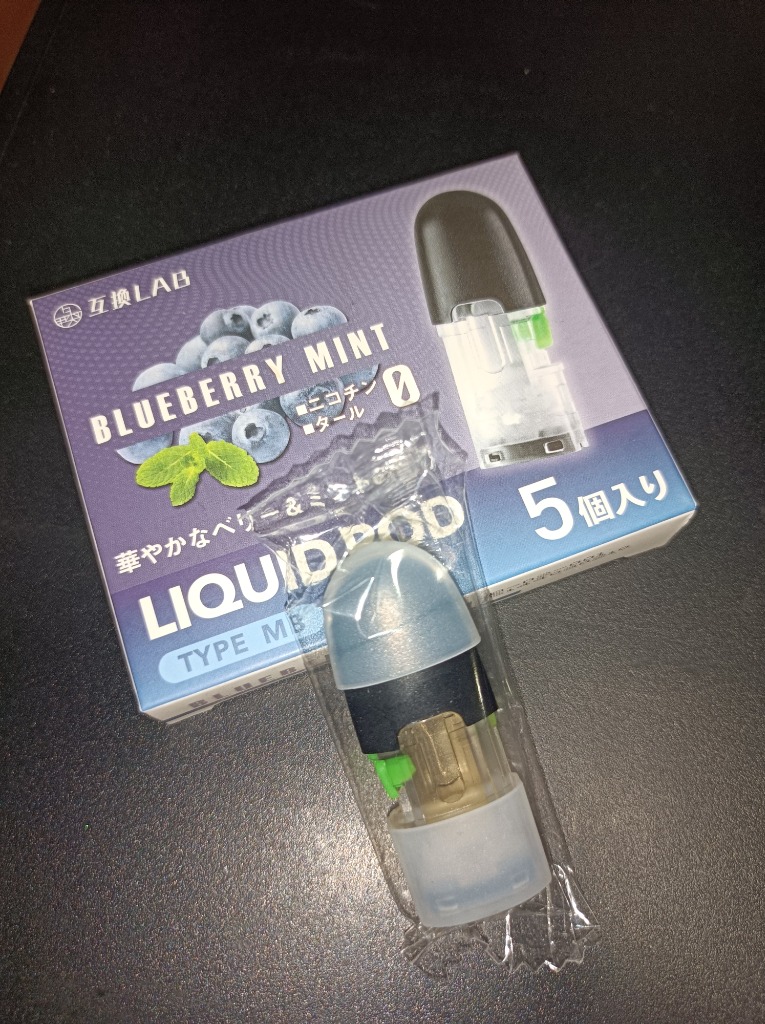 互換LAB
BLUEBERRY MINT
■ニコチン
■タール
0
華やかなベリー&ミ
LIQUID POD
TYPE MB
5個入り
BLUEB